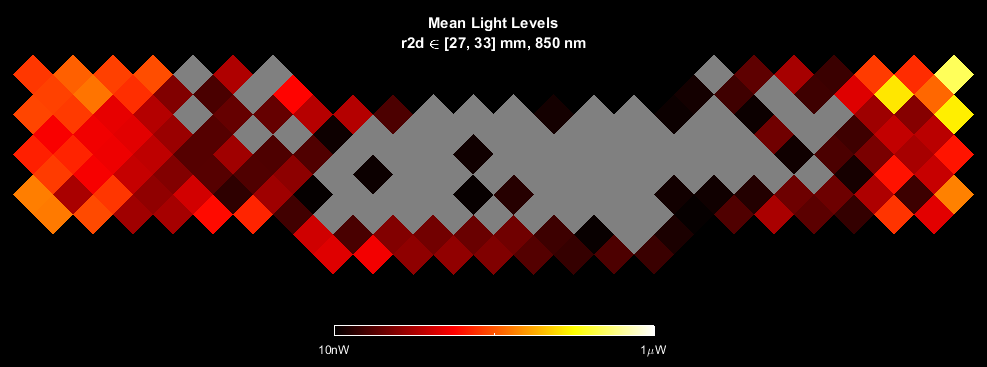 Mean Light Levels
r2d ∈ [27, 33] mm, 850 nm
10nW 1μW